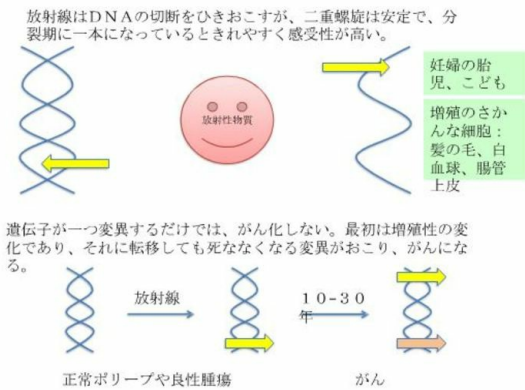 放射線はＤＮＡの切断をひきおこすが、二重螺旋は安定で、分
裂期に一本になっているときれやすく感受性が高い。
放射性物質
妊婦の胎
児、こども
増殖のさか
んな細胞：
髪の毛、白
血球、腸管
上皮
遺伝子が一つ変異するだけでは、がん化しない。最初は増殖性の変
化であり、それに転移しても死ななくなる変異がおこり、がんにな
る。
放射線
１０−３０
年
正常ポリープや良性腫瘍
がん